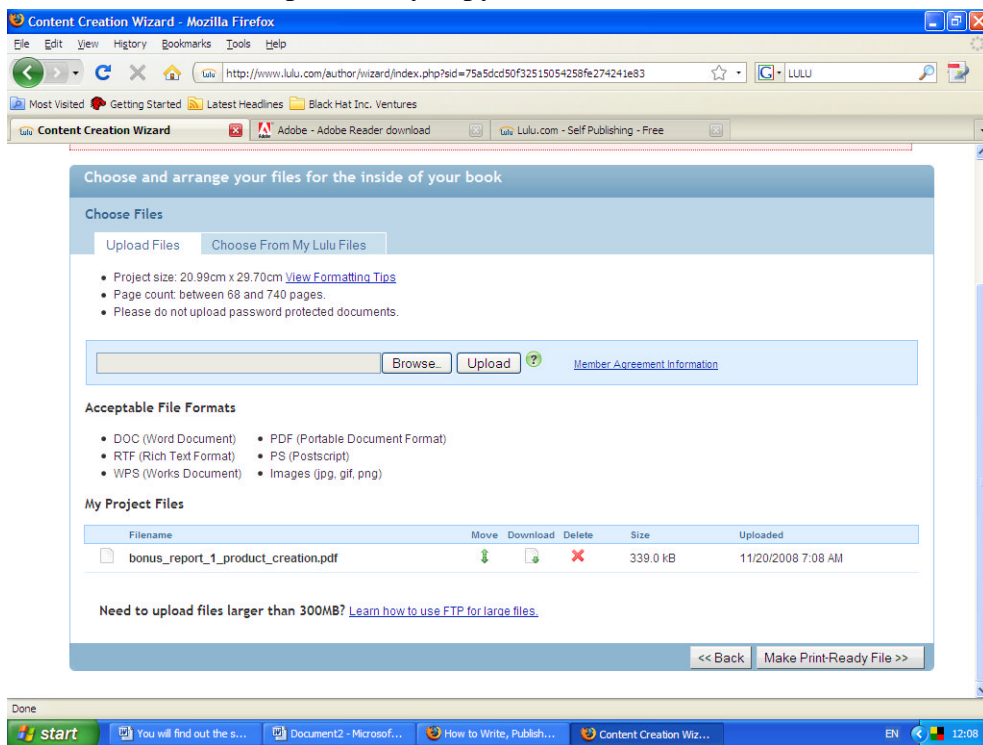 Content Creation Wizard - Mozilla Firefox
File Edit View History Bookmarks Tools Help
http://www.lulu.com/author/wizard/index.php?sid=75a5dcd50f32515054258fe274241e83 G LULU
Most Visited Getting Started Latest Headlines Black Hat Inc. Ventures
Content Creation Wizard Adobe - Adobe Reader download Lulu.com - Self Publishing - Free
Choose and arrange your files for the inside of your book
Choose Files
Upload Files Choose From My Lulu Files
• Project size: 20.99cm x 29.70cm View Formatting Tips
• Page count: between 68 and 740 pages.
• Please do not upload password protected documents.
Browse... Upload ? Member Agreement Information
Acceptable File Formats
• DOC (Word Document) • PDF (Portable Document Format)
• RTF (Rich Text Format) • PS (Postscript)
• WPS (Works Document) • Images (jpg, gif, png)
My Project Files
Filename Move Download Delete Size Uploaded
bonus_report_1_product_creation.pdf 339.0 kB 11/20/2008 7:08 AM
Need to upload files larger than 300MB? Learn how to use FTP for large files.
<< Back Make Print-Ready File >>
Done
start You will find out the s... Document2 - Microsof... How to Write, Publish... Content Creation Wiz... EN 12:08